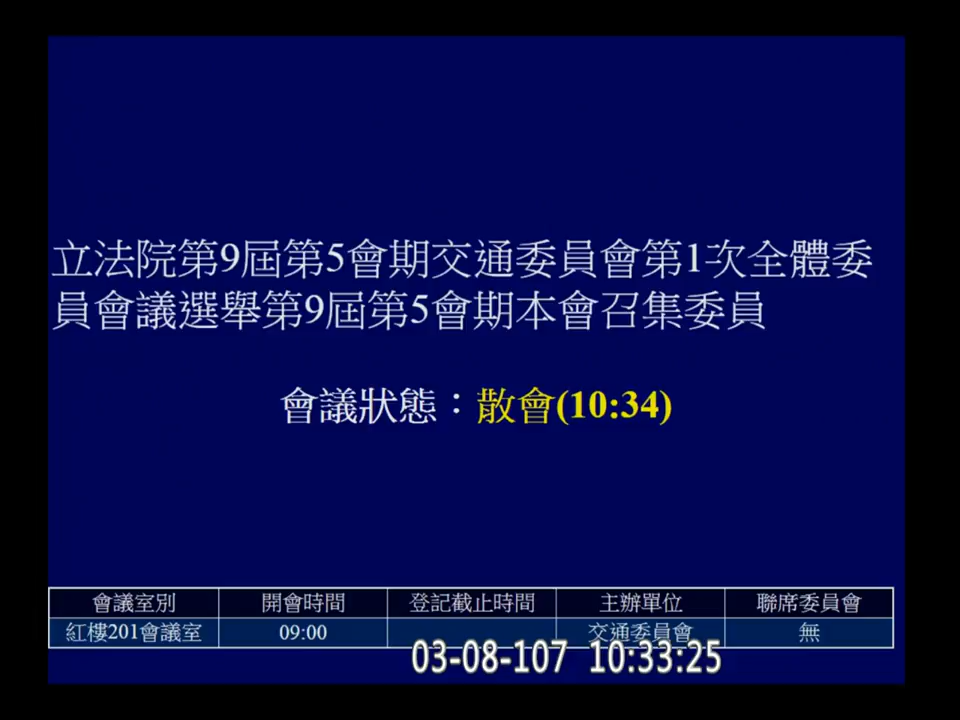 立法院第9屆第5會期交通委員會第1次全體委
員會議選舉第9屆第5會期本會召集委員
會議狀態：散會(10:34)
會議室別 開會時間 登記截止時間 主辦單位 聯席委員會
紅樓201會議室 09:00 交通委員會 無
03-08-107 10:33:25